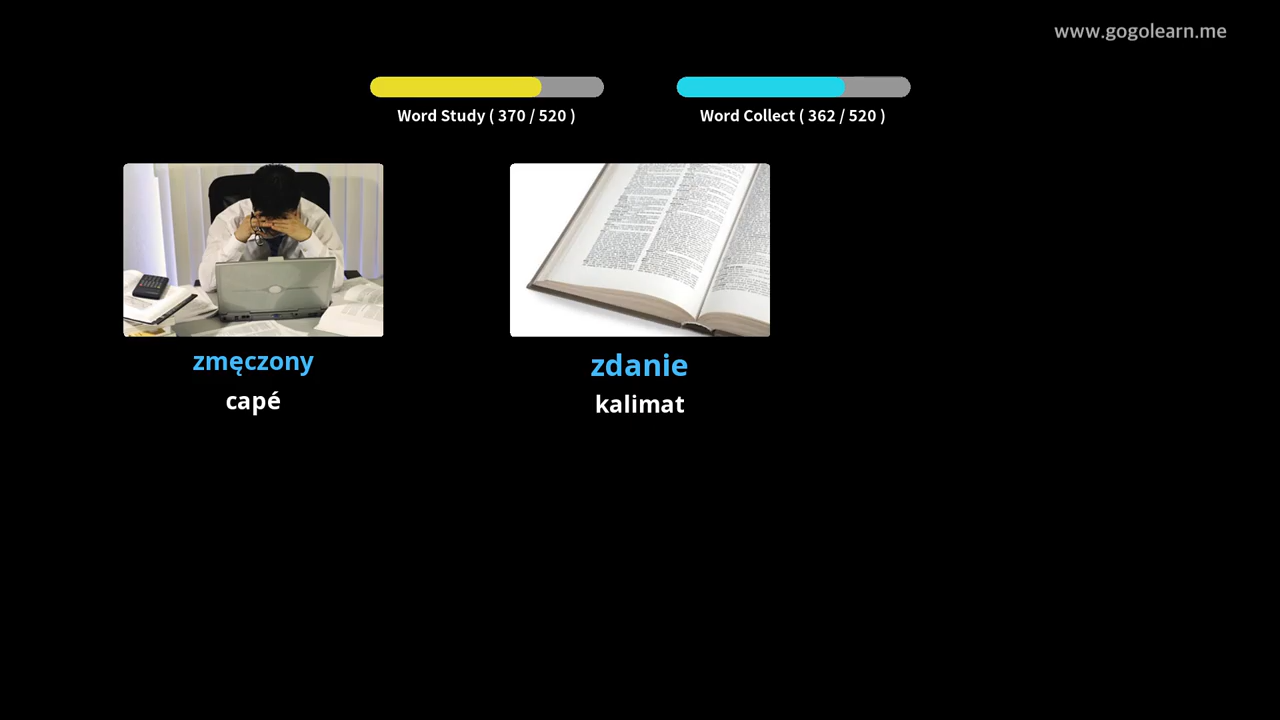 www.gogolearn.me
Word Study ( 370 / 520 )
Word Collect ( 362 / 520 )
zmęczony
capé
zdanie
kalimat